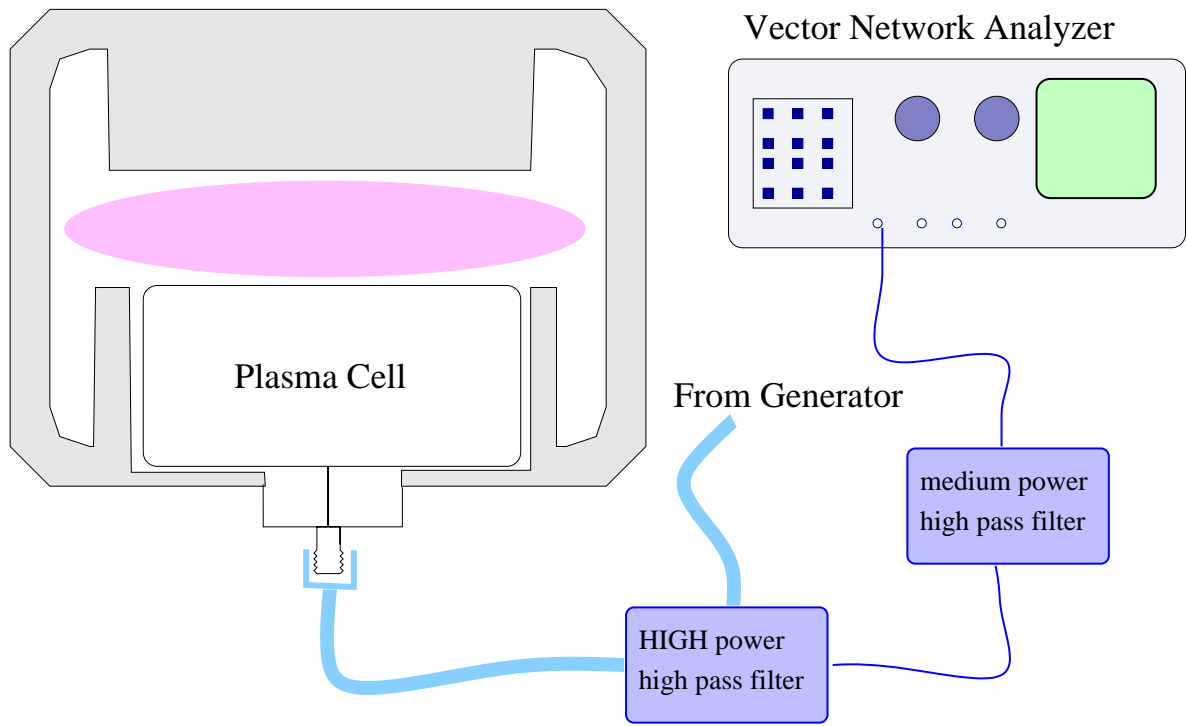 Vector Network Analyzer
Plasma Cell
From Generator
medium power
high pass filter
HIGH power
high pass filter